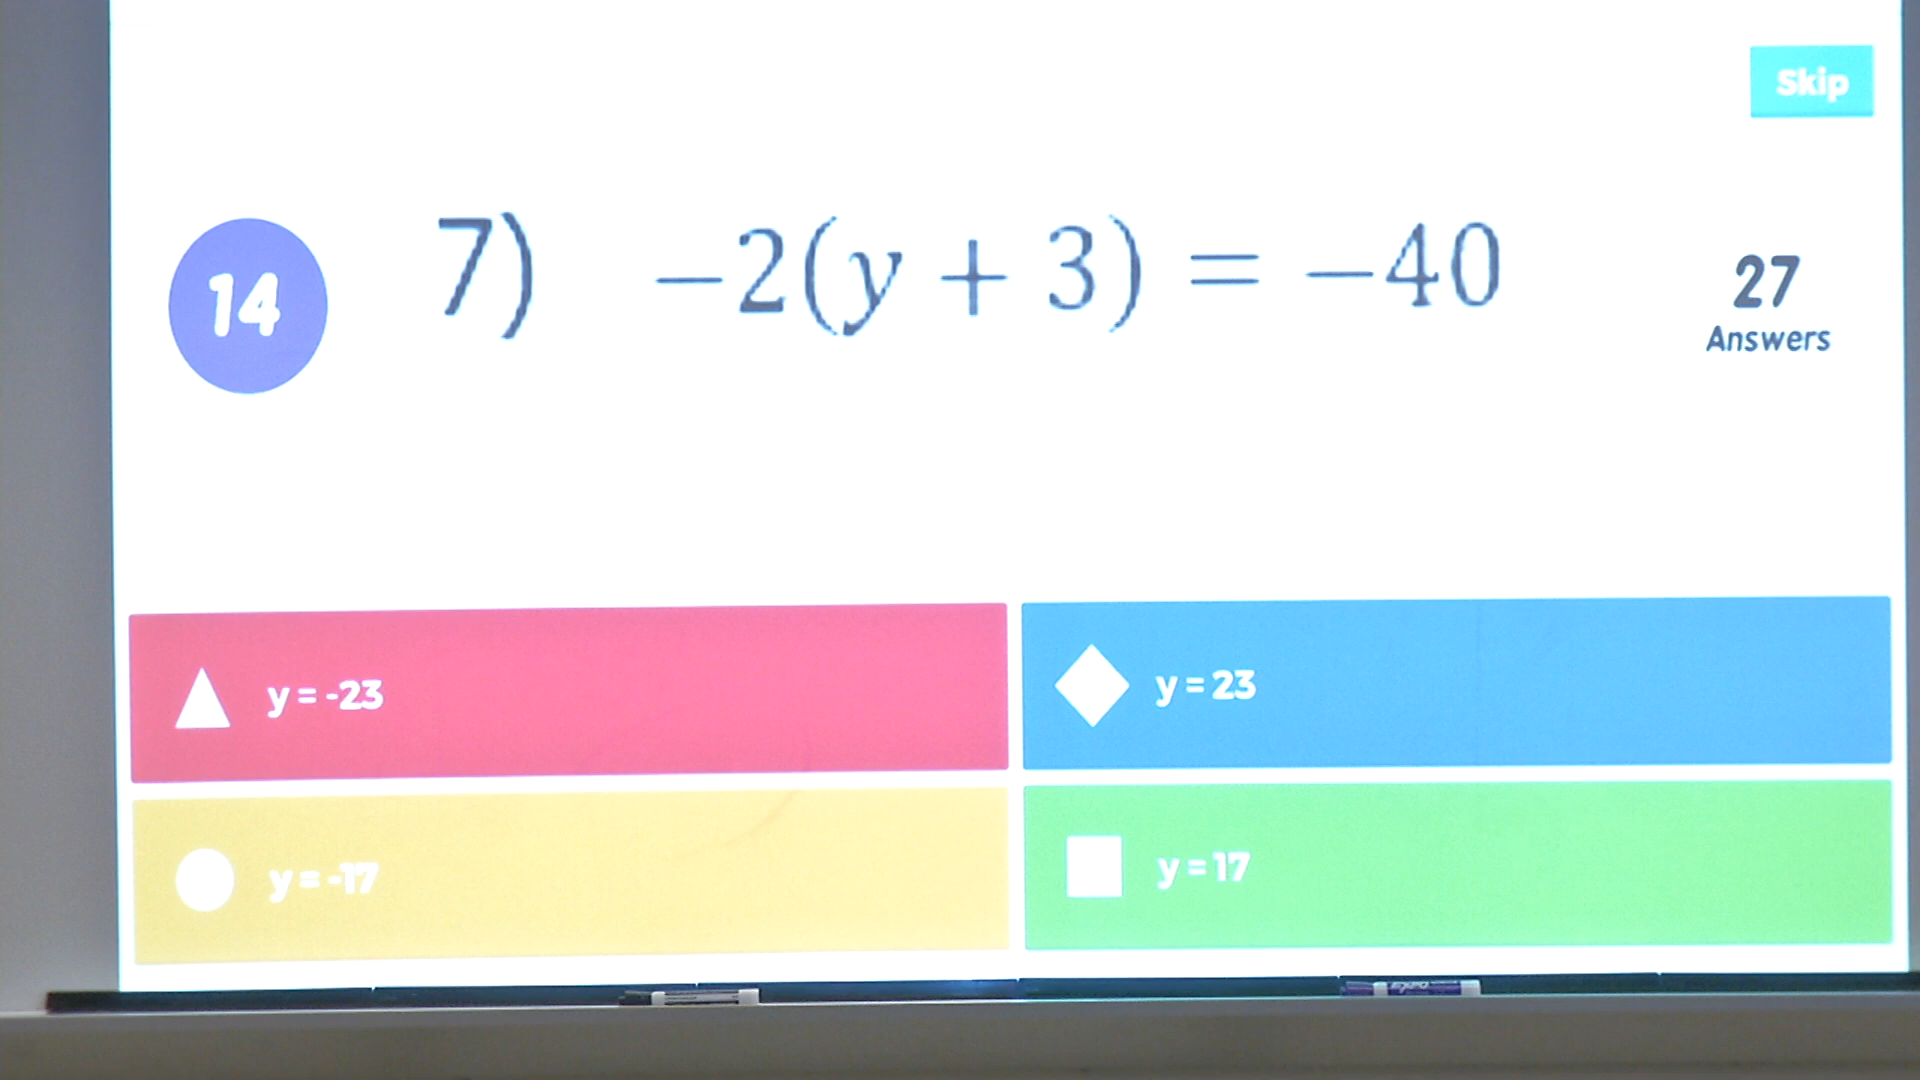 Skip
14
7) −2(y + 3) = −40
27
Answers
y = -23
y = 23
y = -17
y = 17